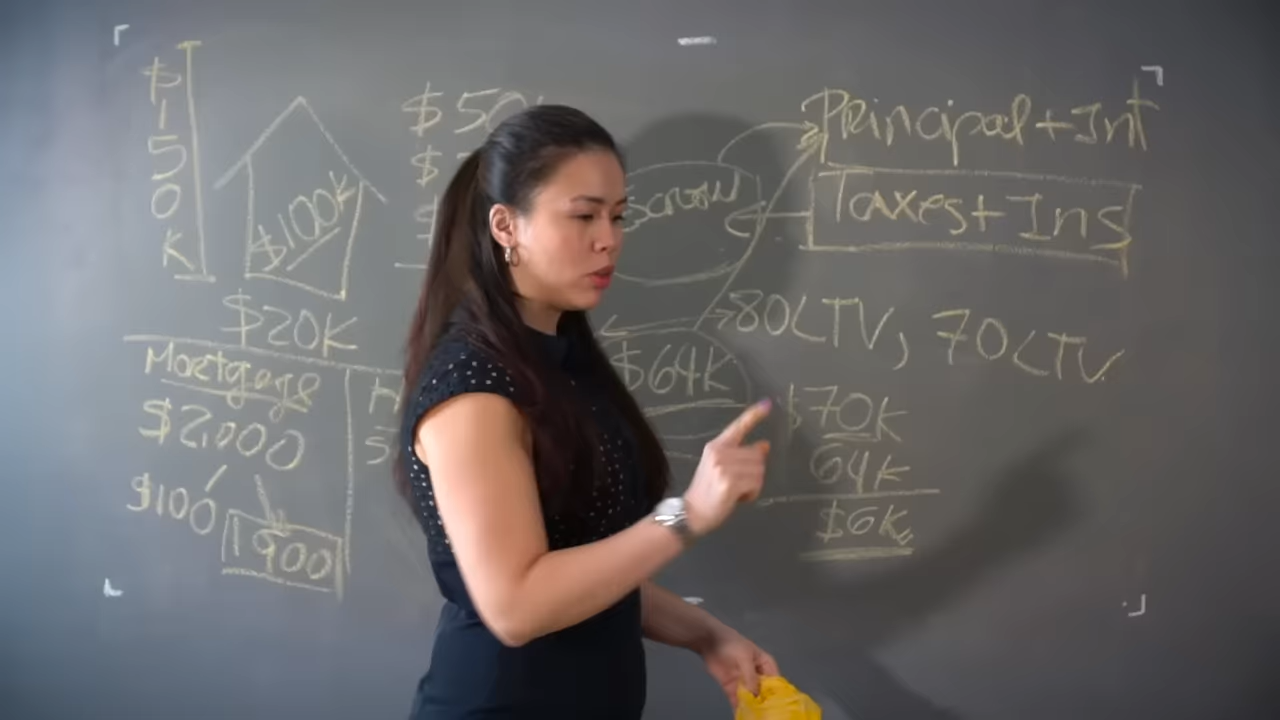 $150K
$100K
$20K
Mortgage
$2,000
$100
1900
$50
$
$
Escrow
$64K
Principal + Int
Taxes + Ins
80LTV, 70LTV
$70K
64K
$6K